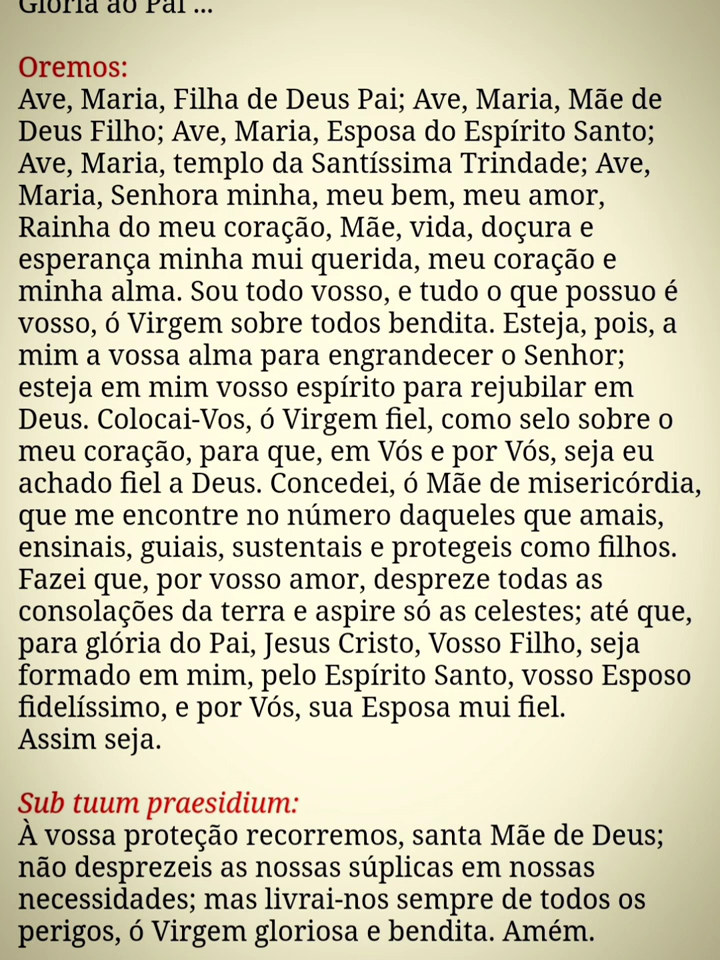 Glória ao Pai ...
Oremos:
Ave, Maria, Filha de Deus Pai; Ave, Maria, Mãe de
Deus Filho; Ave, Maria, Esposa do Espírito Santo;
Ave, Maria, templo da Santíssima Trindade; Ave,
Maria, Senhora minha, meu bem, meu amor,
Rainha do meu coração, Mãe, vida, doçura e
esperança minha mui querida, meu coração e
minha alma. Sou todo vosso, e tudo o que possuo é
vosso, ó Virgem sobre todos bendita. Esteja, pois, a
mim a vossa alma para engrandecer o Senhor;
esteja em mim vosso espírito para rejubilar em
Deus. Colocai-Vos, ó Virgem fiel, como selo sobre o
meu coração, para que, em Vós e por Vós, seja eu
achado fiel a Deus. Concedei, ó Mãe de misericórdia,
que me encontre no número daqueles que amais,
ensinais, guiais, sustentais e protegeis como filhos.
Fazei que, por vosso amor, despreze todas as
consolações da terra e aspire só as celestes; até que,
para glória do Pai, Jesus Cristo, Vosso Filho, seja
formado em mim, pelo Espírito Santo, vosso Esposo
fidelíssimo, e por Vós, sua Esposa mui fiel.
Assim seja.
Sub tuum praesidium:
À vossa proteção recorremos, santa Mãe de Deus;
não desprezeis as nossas súplicas em nossas
necessidades; mas livrai-nos sempre de todos os
perigos, ó Virgem gloriosa e bendita. Amém.